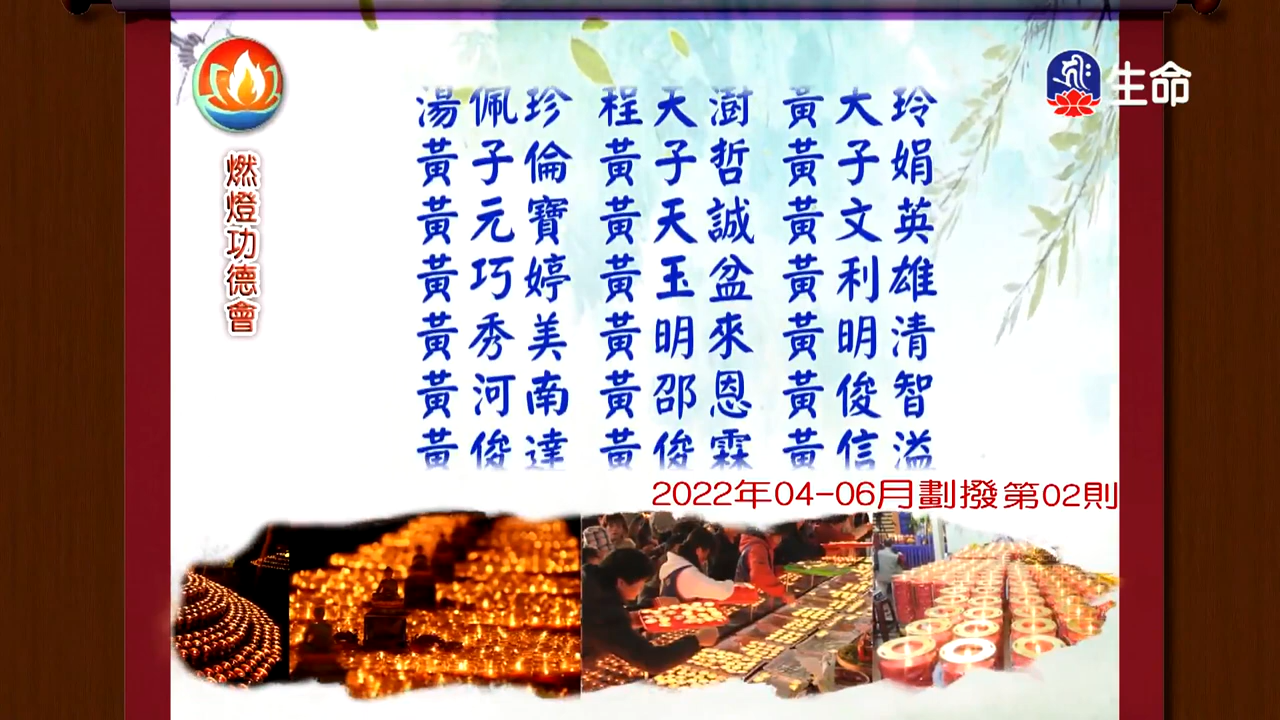 生命
燃燈功德會
湯佩珍 程天澍 黃大玲
黃子倫 黃子哲 黃子娟
黃元寶 黃天誠 黃文英
黃巧婷 黃玉盆 黃利雄
黃秀美 黃明來 黃明清
黃河南 黃邵恩 黃俊智
黃俊達 黃俊霖 黃信溢
2022年04-06月劃撥第02則